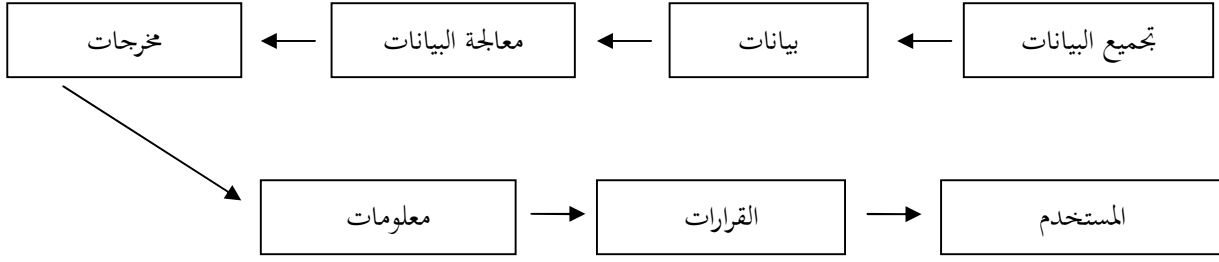 تجميع البيانات
بيانات
معالجة البيانات
مخرجات
معلومات
القرارات
المستخدم